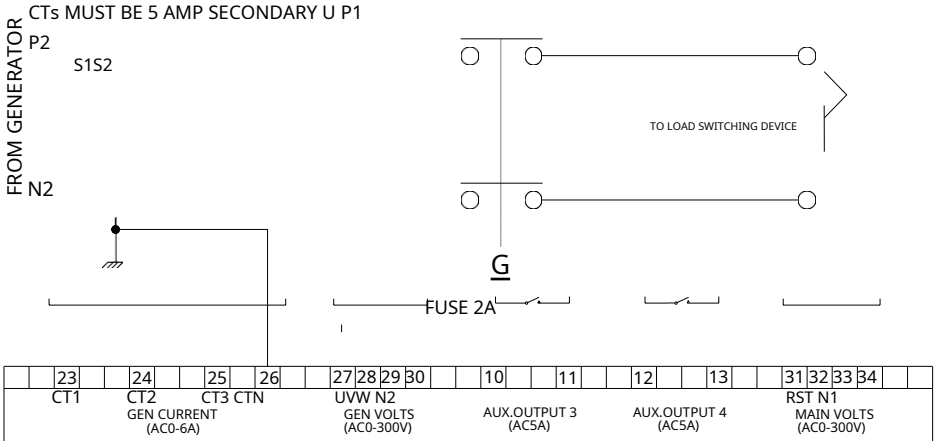 CTs MUST BE 5 AMP SECONDARY U P1
FROM GENERATOR
P2
S1S2
TO LOAD SWITCHING DEVICE
N2
G
FUSE 2A
23 24 25 26 27 28 29 30 10 11 12 13 31 32 33 34
CT1 CT2 CT3 CTN UVW N2 RST N1
GEN CURRENT GEN VOLTS AUX.OUTPUT 3 AUX.OUTPUT 4 MAIN VOLTS
(AC0-6A) (AC0-300V) (AC5A) (AC5A) (AC0-300V)